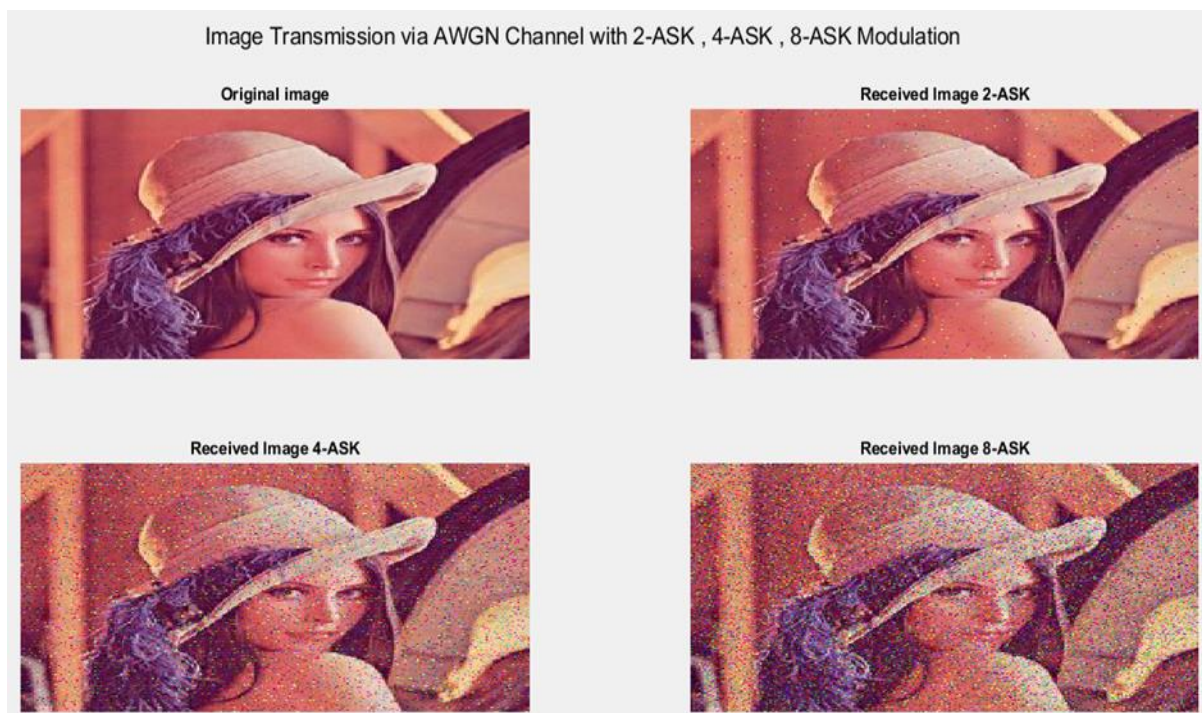 Image Transmission via AWGN Channel with 2-ASK , 4-ASK , 8-ASK Modulation
Original image
Received Image 2-ASK
Received Image 4-ASK
Received Image 8-ASK